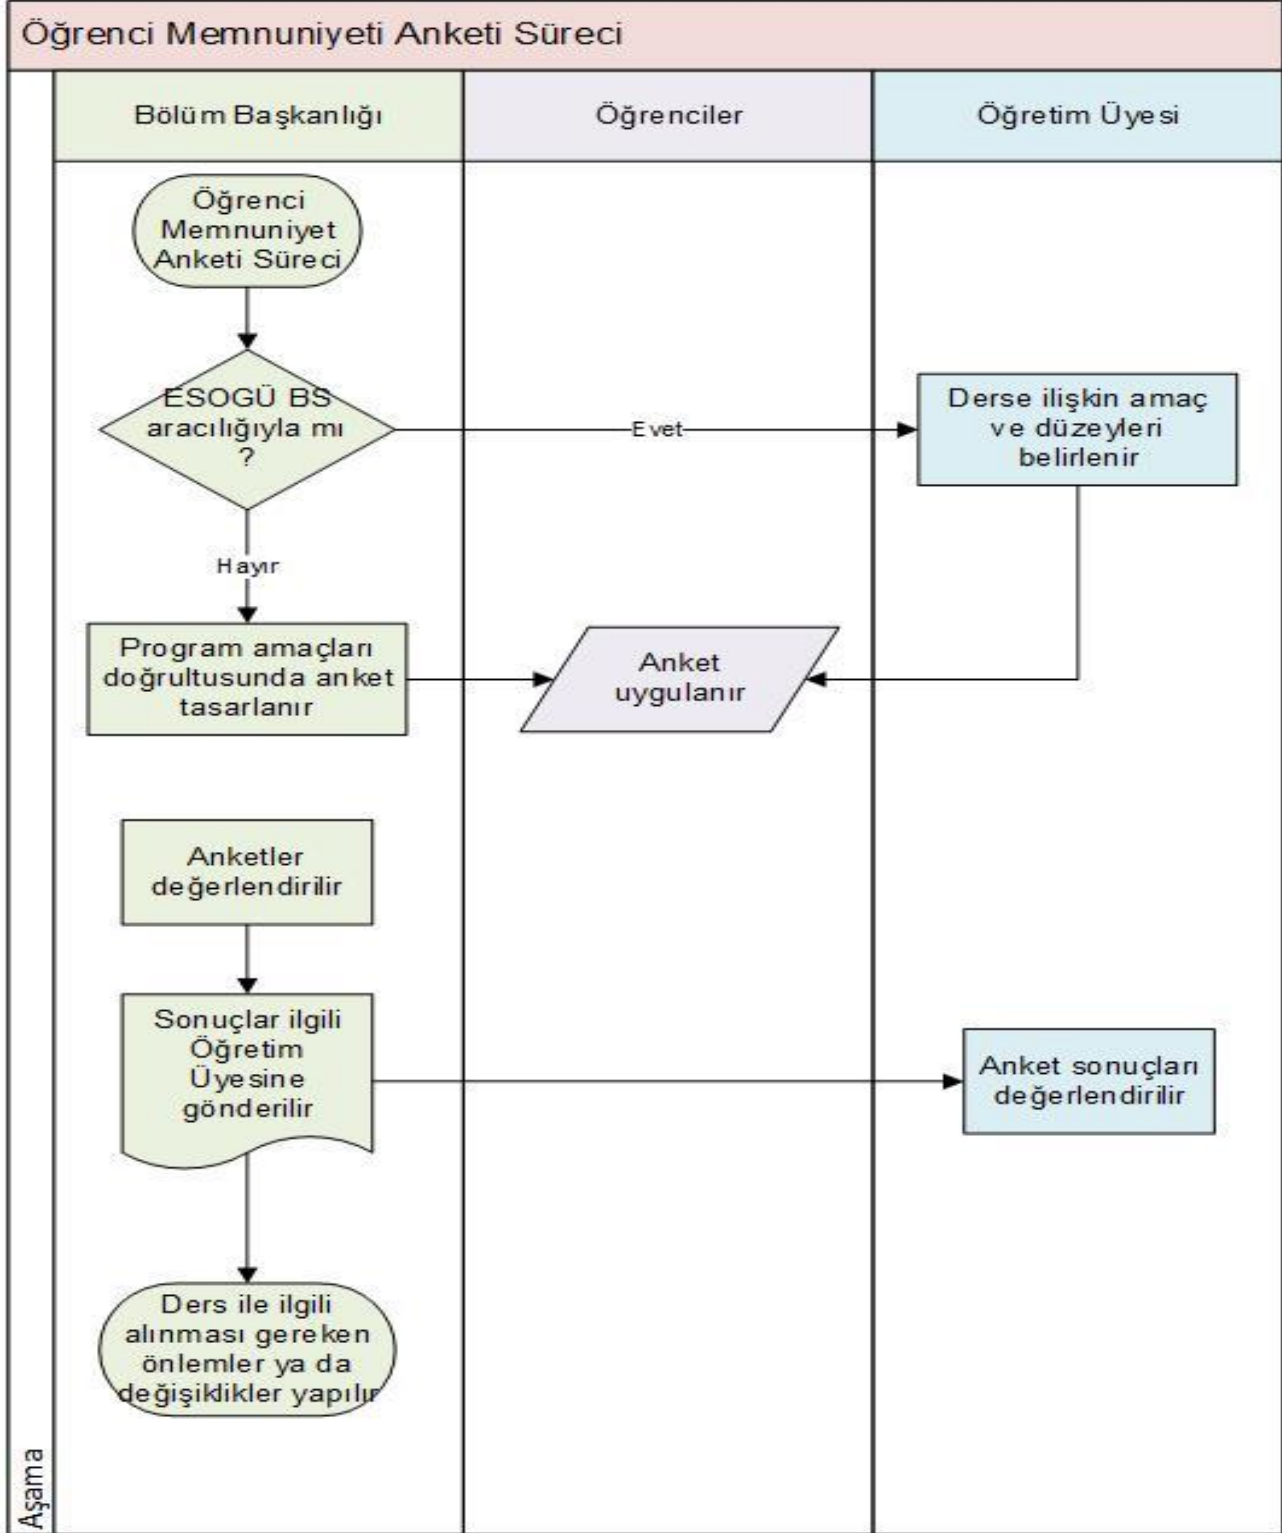 Öğrenci Memnuniyeti Anketi Süreci
Bölüm Başkanlığı
Öğrenciler
Öğretim Üyesi
Öğrenci
Memnuniyet
Anketi Süreci
ESOGÜ BS
aracılığıyla mı
?
Evet
Derse ilişkin amaç
ve düzeyleri
belirlenir
Hayır
Program amaçları
doğrultusunda anket
tasarlanır
Anket
uygulanır
Anketler
değerlendirilir
Sonuçlar ilgili
Öğretim
Üyesine
gönderilir
Anket sonuçları
değerlendirilir
Ders ile ilgili
alınması gereken
önlemler ya da
değişiklikler yapılır
Aşama